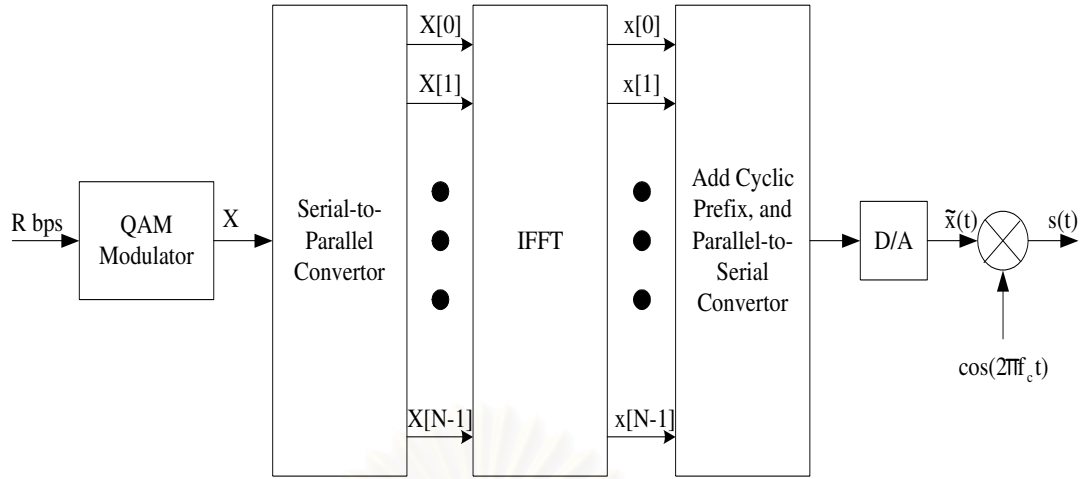 R bps
QAM
Modulator
X
Serial-to-
Parallel
Convertor
X[0]
X[1]
X[N-1]
IFFT
x[0]
x[1]
x[N-1]
Add Cyclic
Prefix, and
Parallel-to-
Serial
Convertor
D/A
x̃(t)
s(t)
cos(2πf_c t)